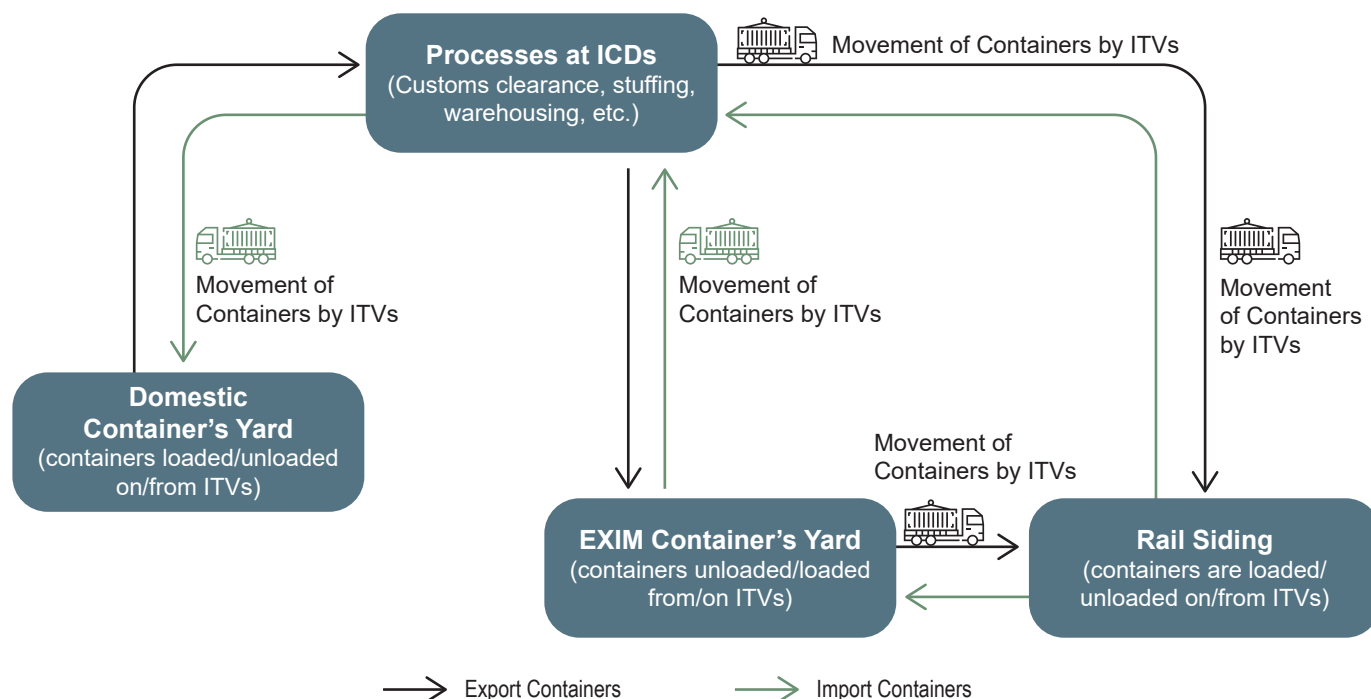 Processes at ICDs
(Customs clearance, stuffing,
warehousing, etc.)
Movement of Containers by ITVs
Movement of
Containers by ITVs
Movement of
Containers by ITVs
Movement
of Containers
by ITVs
Domestic
Container’s Yard
(containers loaded/unloaded
on/from ITVs)
Movement of
Containers by ITVs
EXIM Container’s Yard
(containers unloaded/loaded
from/on ITVs)
Rail Siding
(containers are loaded/
unloaded on/from ITVs)
Export Containers
Import Containers